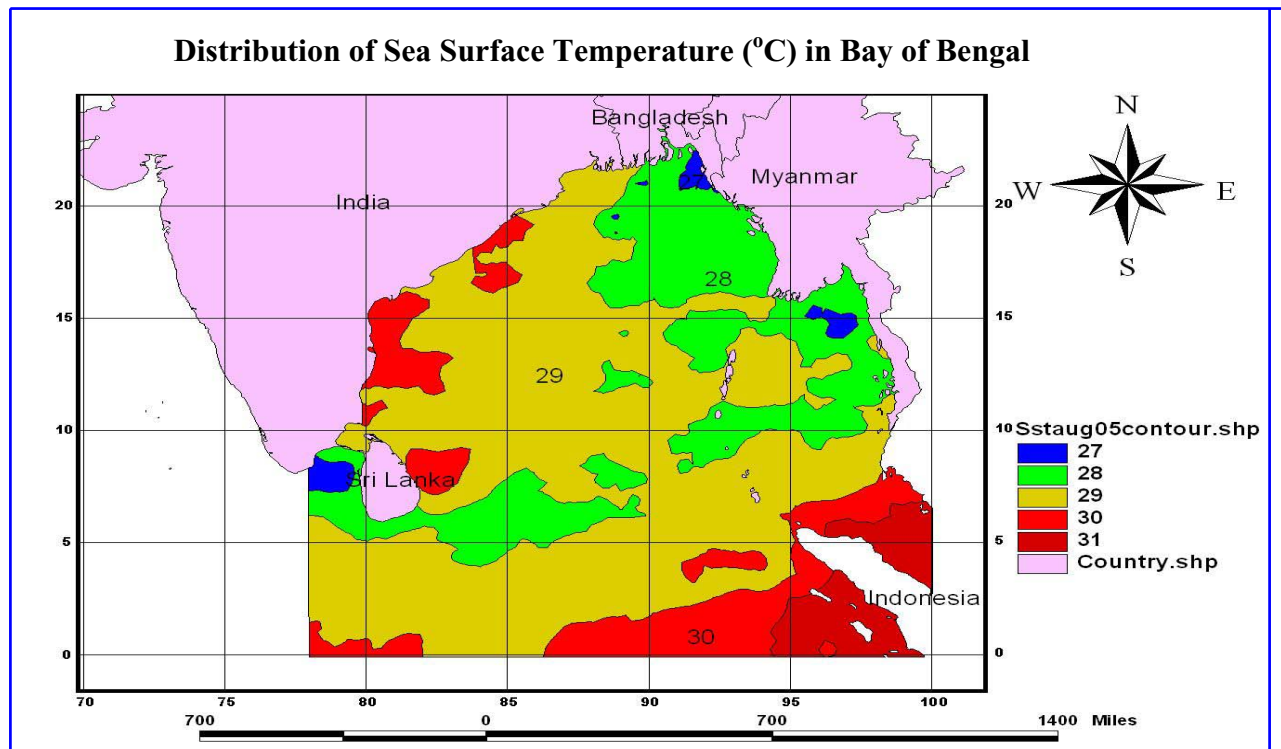 Distribution of Sea Surface Temperature (°C) in Bay of Bengal
N
W E
S
Bangladesh
Myanmar
India
27
28
29
Sri Lanka
Indonesia
30
20
15
10
5
0
20
15
10
5
0
70 75 80 85 90 95 100
700 0 700 1400 Miles
Sstaug05contour.shp
27
28
29
30
31
Country.shp